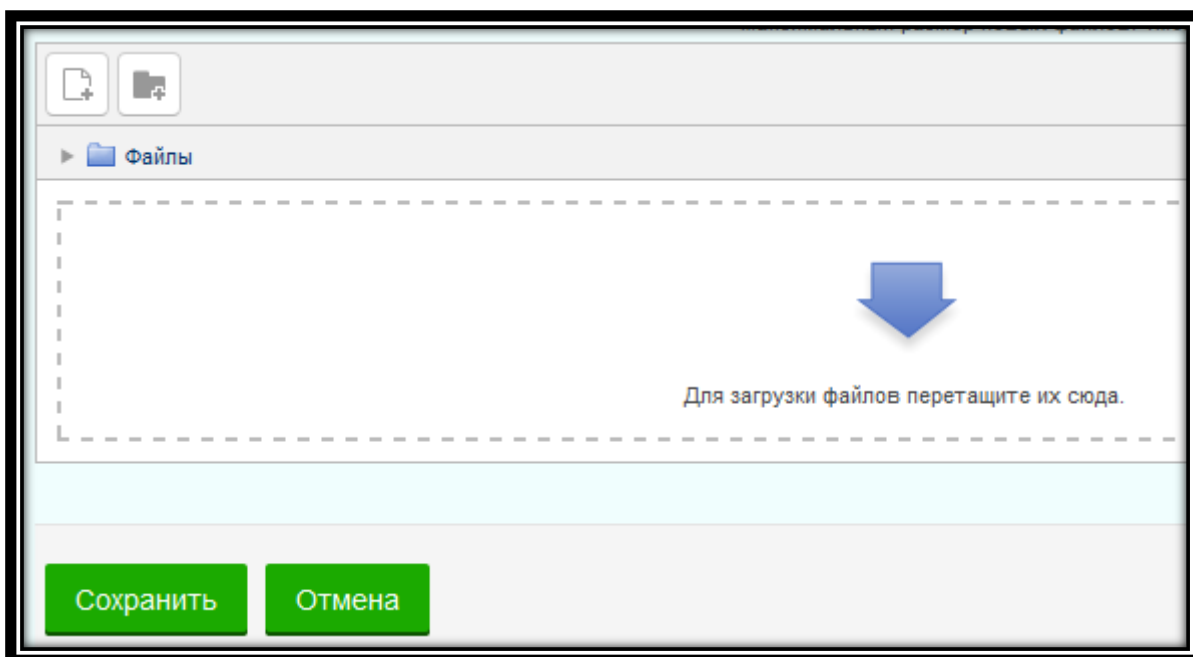 Файлы
Для загрузки файлов перетащите их сюда.
Сохранить Отмена